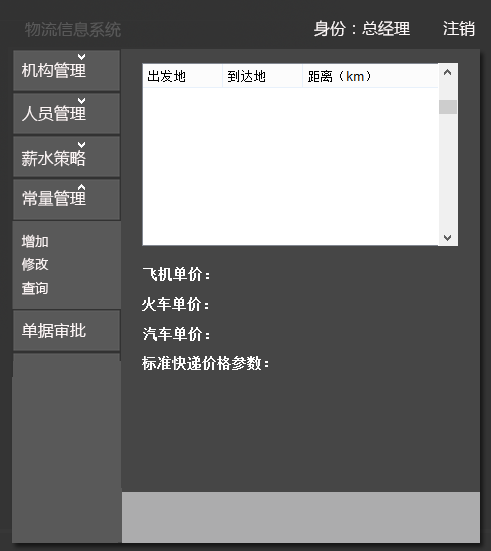 物流信息系统
身份：总经理 注销
机构管理
人员管理
薪水策略
常量管理
增加
修改
查询
单据审批
出发地 到达地 距离（km）
飞机单价：
火车单价：
汽车单价：
标准快递价格参数：